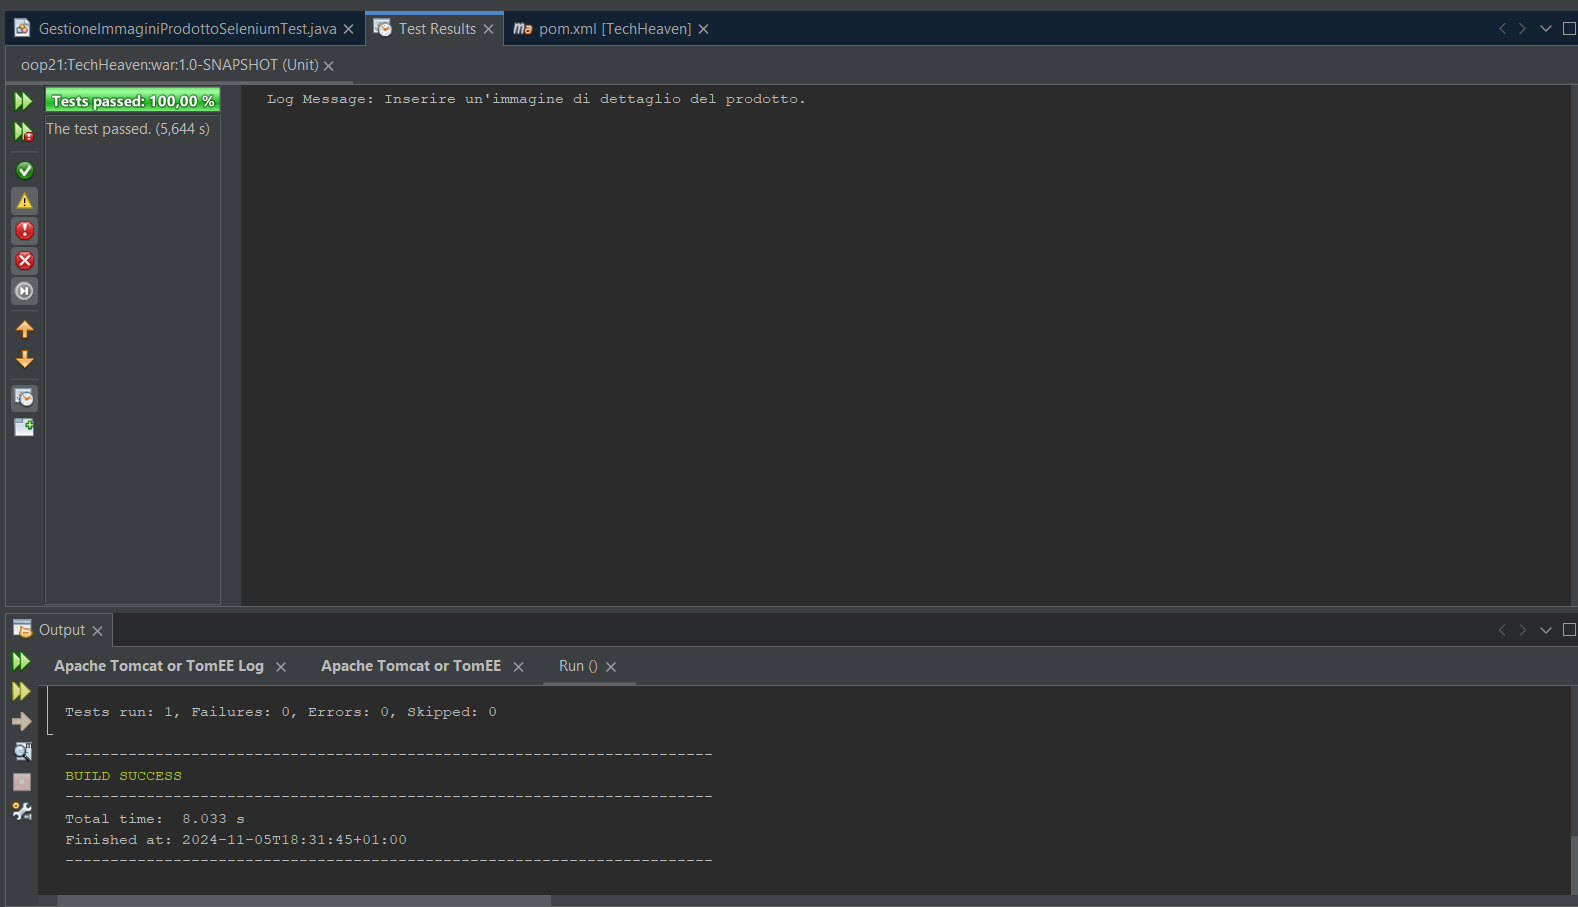 GestioneImmaginiProdottoSeleniumTest.java
Test Results
pom.xml [TechHeaven]
oop21:TechHeaven:war:1.0-SNAPSHOT (Unit)
Tests passed: 100,00 %
The test passed. (5,644 s)
Log Message: Inserire un'immagine di dettaglio del prodotto.
Output
Apache Tomcat or TomEE Log
Apache Tomcat or TomEE
Run ()
Tests run: 1, Failures: 0, Errors: 0, Skipped: 0
------------------------------------------------------------------------
BUILD SUCCESS
------------------------------------------------------------------------
Total time:  8.033 s
Finished at: 2024-11-05T18:31:45+01:00
------------------------------------------------------------------------